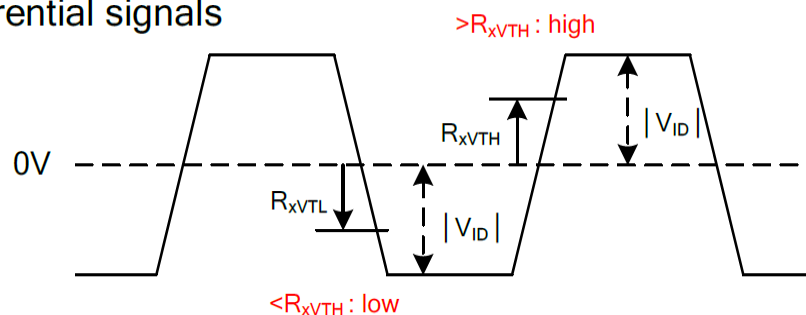 rential signals
>RxVTH : high
RxVTH
|VID|
0V
RxVTL
|VID|
<RxVTH : low